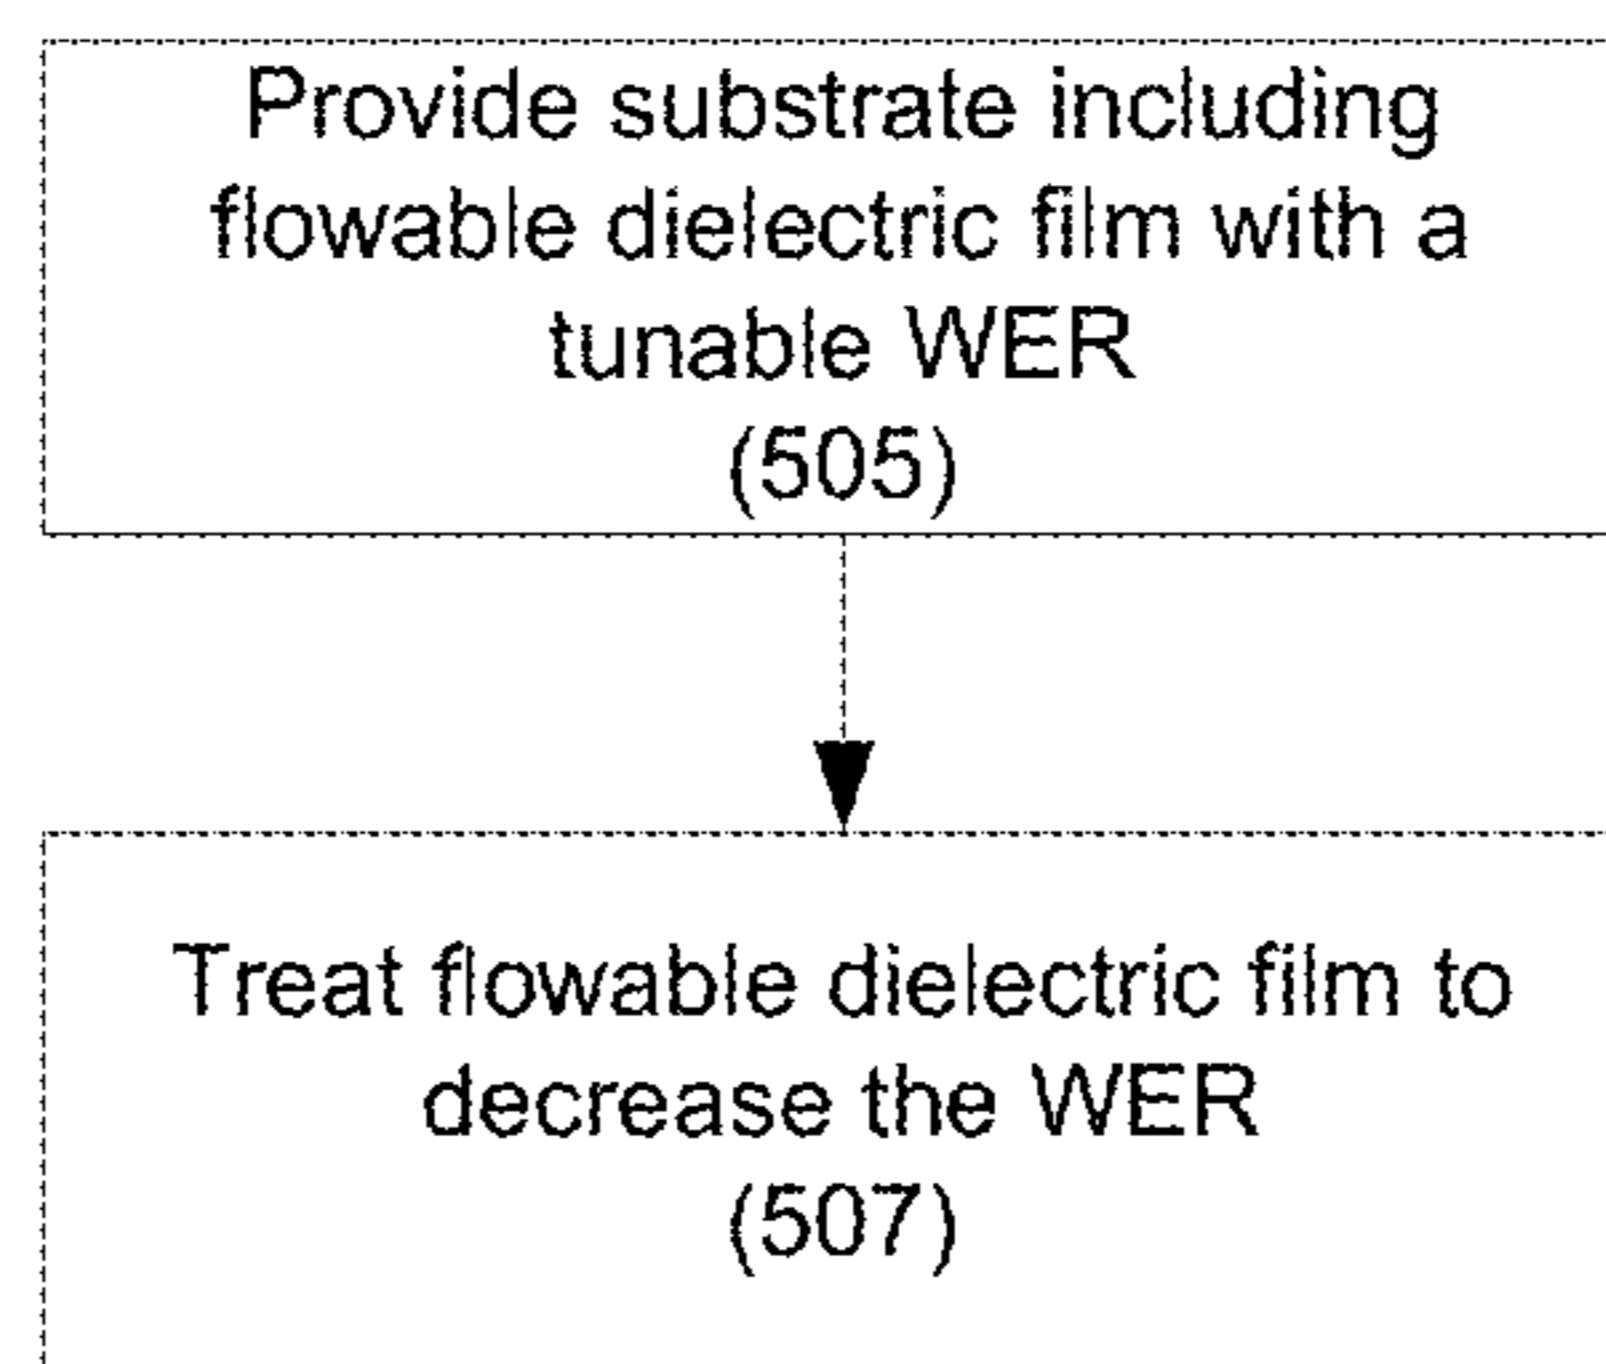 Provide substrate including
flowable dielectric film with a
tunable WER
(505)
Treat flowable dielectric film to
decrease the WER
(507)